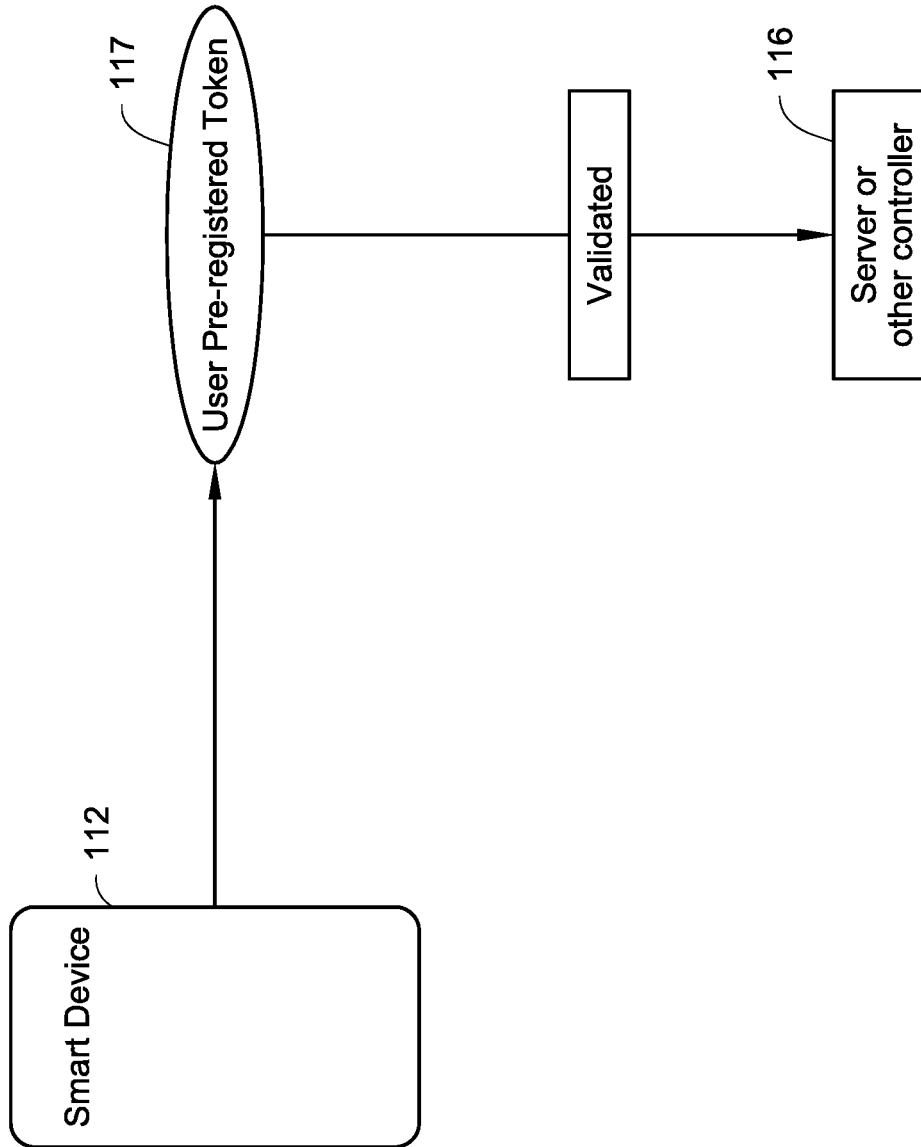 Smart Device
112
User Pre-registered Token
117
Validated
Server or
other controller
116